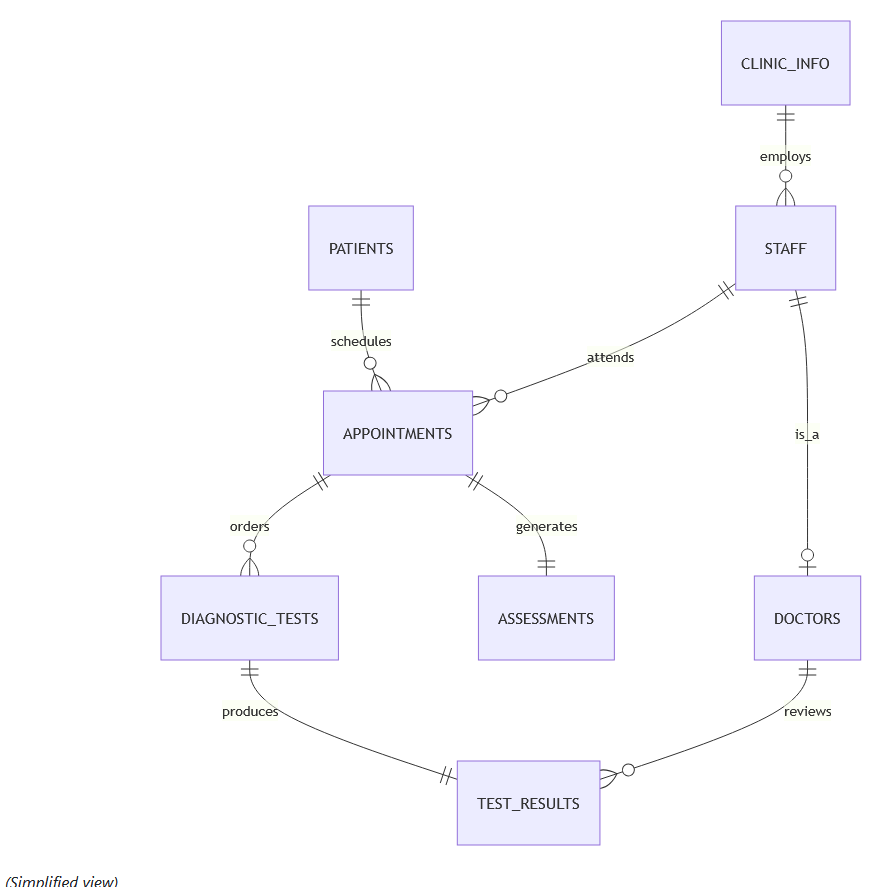 CLINIC_INFO
employs
PATIENTS
STAFF
schedules
attends
APPOINTMENTS
is_a
orders
generates
DIAGNOSTIC_TESTS
ASSESSMENTS
DOCTORS
produces
reviews
TEST_RESULTS
(Simplified view)